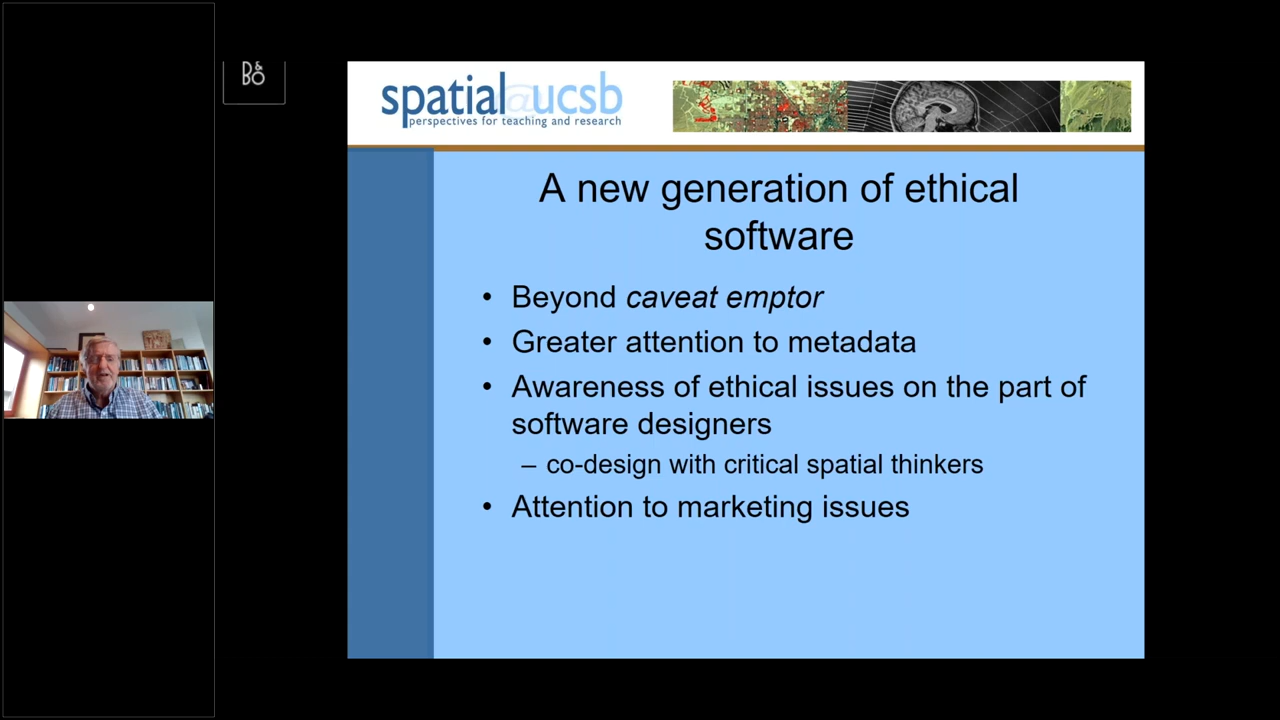 spatial@ucsb
perspectives for teaching and research
A new generation of ethical
software
• Beyond caveat emptor
• Greater attention to metadata
• Awareness of ethical issues on the part of
software designers
– co-design with critical spatial thinkers
• Attention to marketing issues